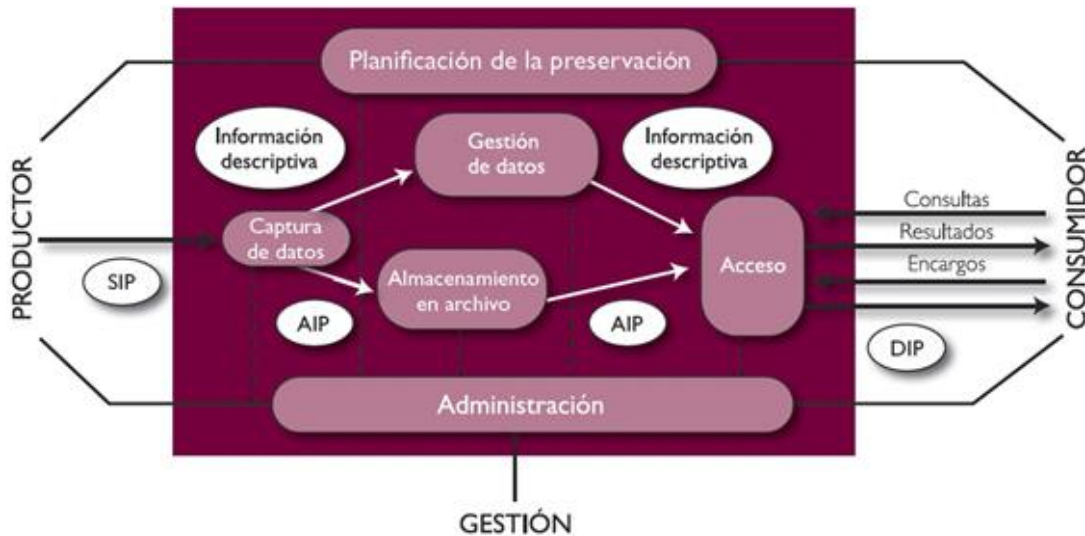 Planificación de la preservación
Información
descriptiva
Gestión
de datos
Información
descriptiva
PRODUCTOR
CONSUMIDOR
Consultas
Captura
de datos
Resultados
Acceso
Encargos
SIP
Almacenamiento
en archivo
AIP
AIP
DIP
Administración
GESTIÓN